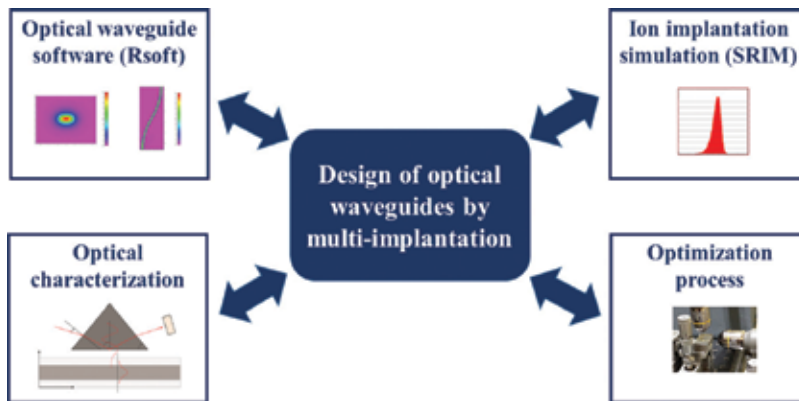 Optical waveguide
software (Rsoft)
Ion implantation
simulation (SRIM)
Design of optical
waveguides by
multi-implantation
Optical
characterization
Optimization
process